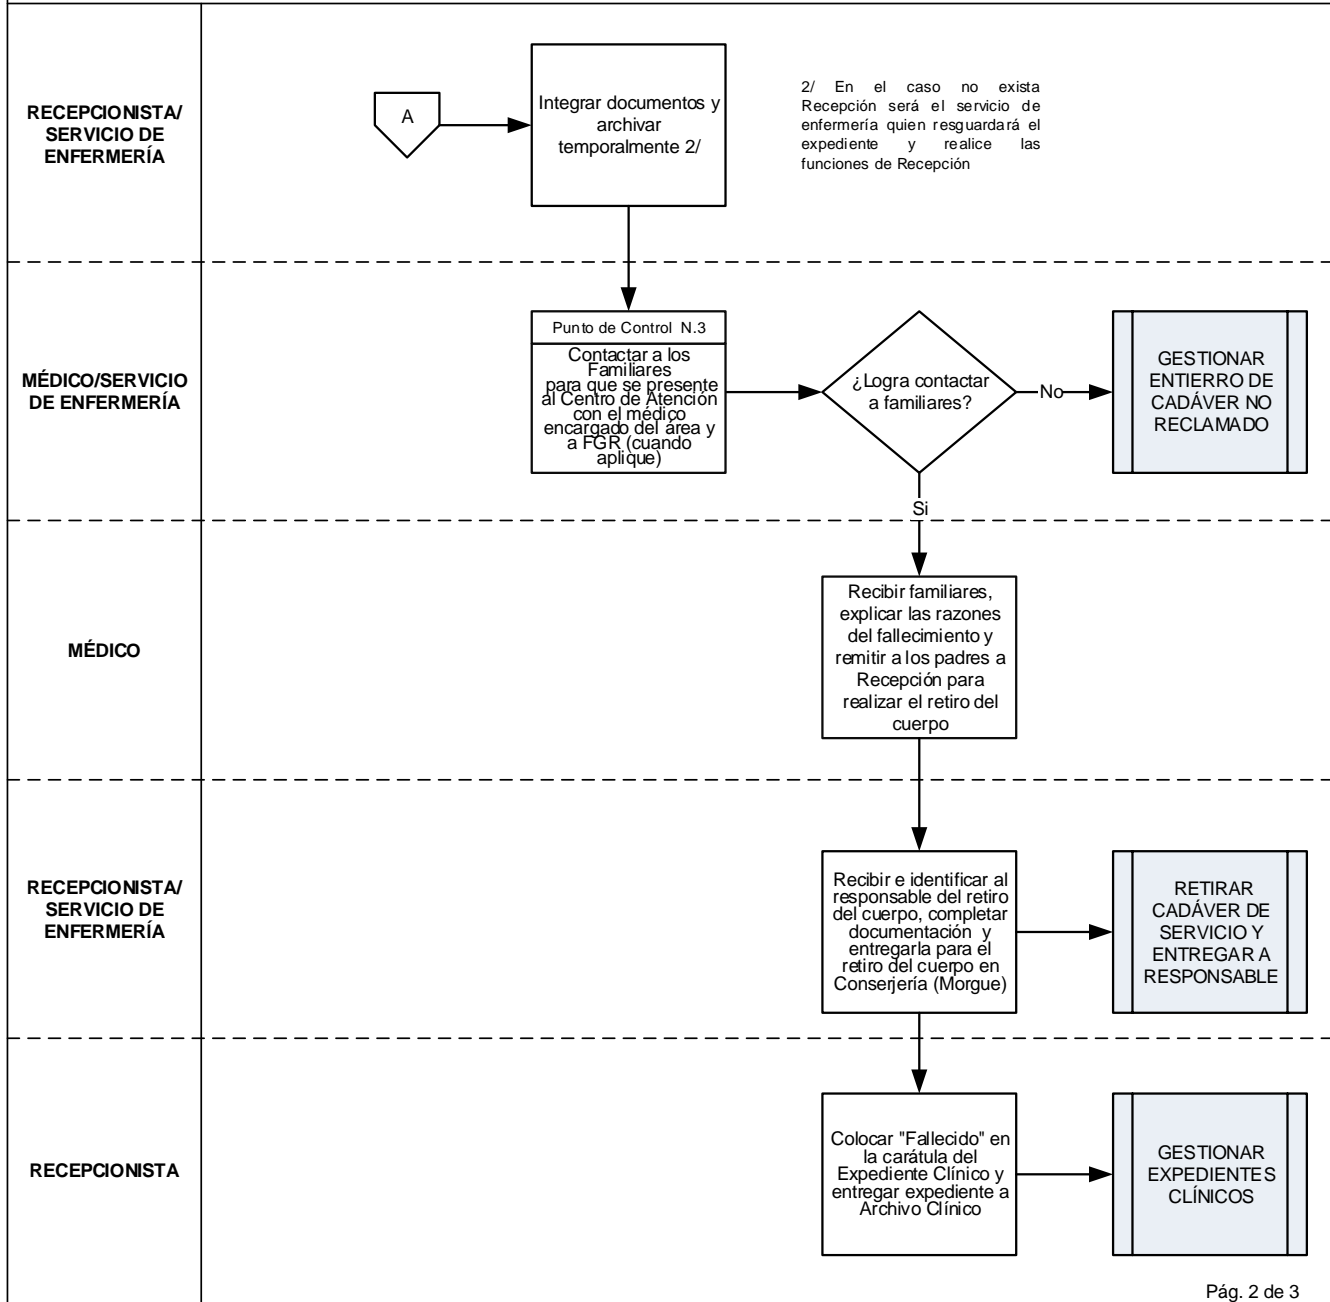 RECEPCIONISTA/
SERVICIO DE
ENFERMERÍA
A
Integrar documentos y
archivar
temporalmente 2/
2/ En el caso no exista
Recepción será el servicio de
enfermería quien resguardará el
expediente y realice las
funciones de Recepción
MÉDICO/SERVICIO
DE ENFERMERÍA
Punto de Control N.3
Contactar a los
Familiares
para que se presente
al Centro de Atención
con el médico
encargado del área y
a FGR (cuando
aplique)
¿Logra contactar
a familiares?
No
GESTIONAR
ENTIERRO DE
CADÁVER NO
RECLAMADO
Si
MÉDICO
Recibir familiares,
explicar las razones
del fallecimiento y
remitir a los padres a
Recepción para
realizar el retiro del
cuerpo
RECEPCIONISTA/
SERVICIO DE
ENFERMERÍA
Recibir e identificar al
responsable del retiro
del cuerpo, completar
documentación y
entregarla para el
retiro del cuerpo en
Conserjería (Morgue)
RETIRAR
CADÁVER DE
SERVICIO Y
ENTREGAR A
RESPONSABLE
RECEPCIONISTA
Colocar "Fallecido" en
la carátula del
Expediente Clínico y
entregar expediente a
Archivo Clínico
GESTIONAR
EXPEDIENTES
CLÍNICOS
Pág. 2 de 3